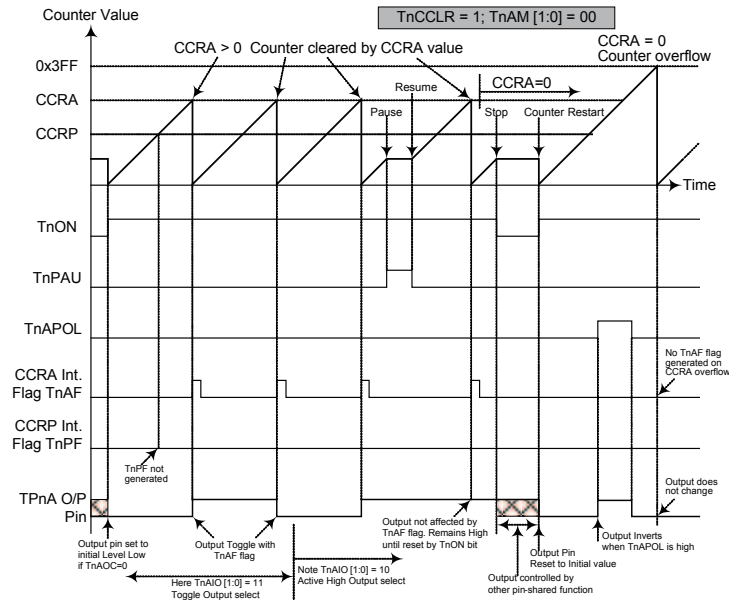 Counter Value
TnCCLR = 1; TnAM [1:0] = 00
CCRA > 0 Counter cleared by CCRA value
CCRA = 0
Counter overflow
0x3FF
CCRA
CCRP
Resume
CCRA=0
Pause
Stop
Counter Restart
Time
TnON
TnPAU
TnAPOL
CCRA Int.
Flag TnAF
No TnAF flag
generated on
CCRA overflow
CCRP Int.
Flag TnPF
TnPF not
generated
TPnA O/P
Pin
Output does
not change
Output pin set to
initial Level Low
if TnAOC=0
Output Toggle with
TnAF flag
Output not affected by
TnAF flag. Remains High
until reset by TnON bit
Output Pin
Reset to Initial value
Output Inverts
when TnAPOL is high
Here TnAIO [1:0] = 11
Toggle Output select
Note TnAIO [1:0] = 10
Active High Output select
Output controlled by
other pin-shared function